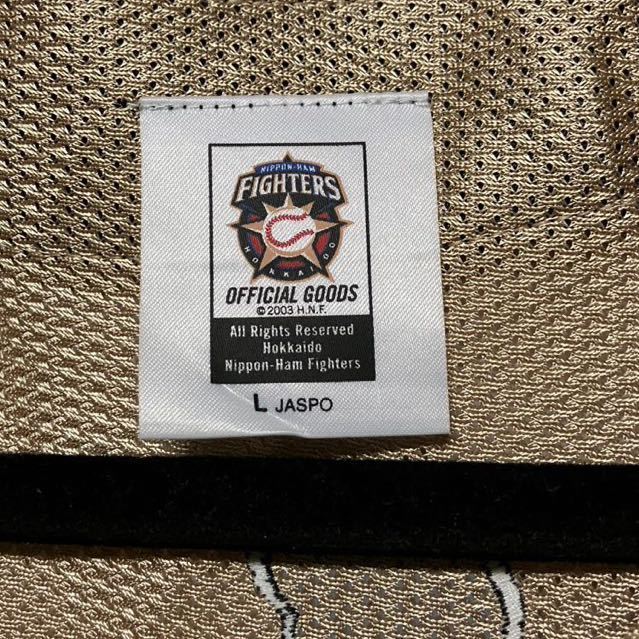 NIPPON-HAM
FIGHTERS
HOKKAIDO
OFFICIAL GOODS
©2003 H.N.F.
All Rights Reserved
Hokkaido
Nippon-Ham Fighters
L JASPO